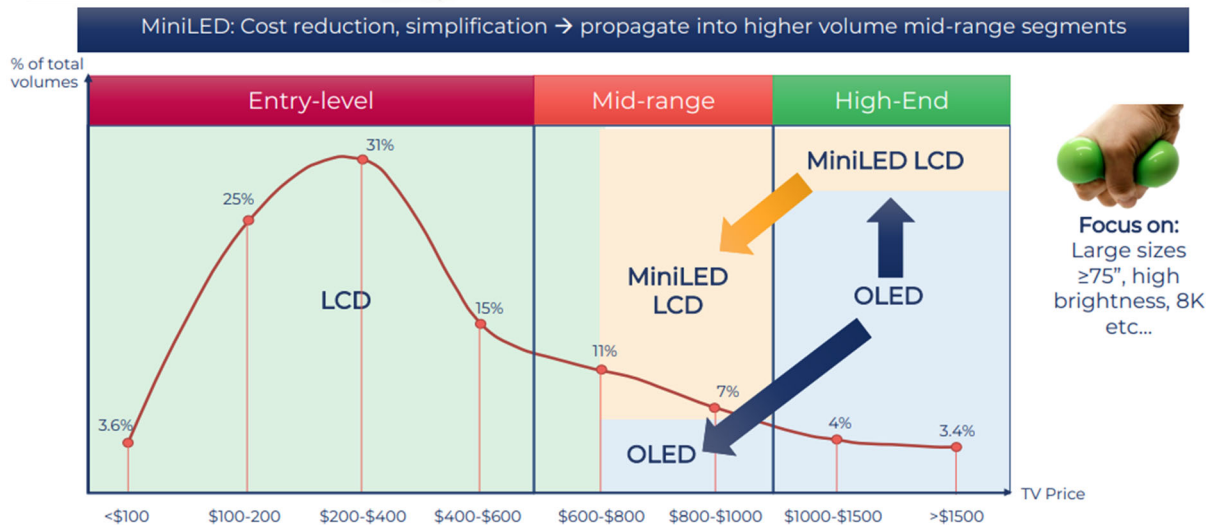 MiniLED: Cost reduction, simplification → propagate into higher volume mid-range segments
% of total
volumes
Entry-level
Mid-range
High-End
31%
25%
15%
3.6%
11%
7%
4%
3.4%
LCD
MiniLED
LCD
MiniLED LCD
OLED
OLED
Focus on:
Large sizes
≥75”, high
brightness, 8K
etc...
TV Price
<$100
$100-200
$200-$400
$400-$600
$600-$800
$800-$1000
$1000-$1500
>$1500